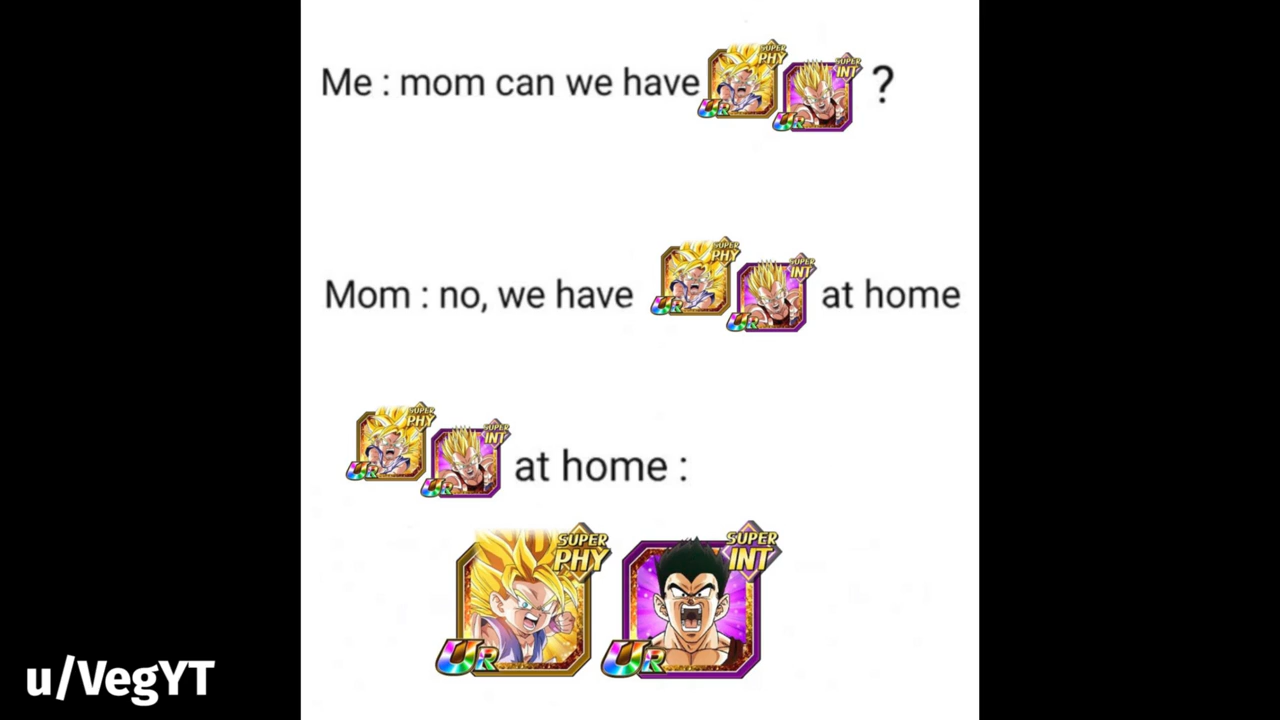 Me : mom can we have SUPER PHY UR SUPER INT UR ?
Mom : no, we have SUPER PHY UR SUPER INT UR at home
SUPER PHY UR SUPER INT UR at home :
SUPER PHY UR SUPER INT UR
u/VegYT